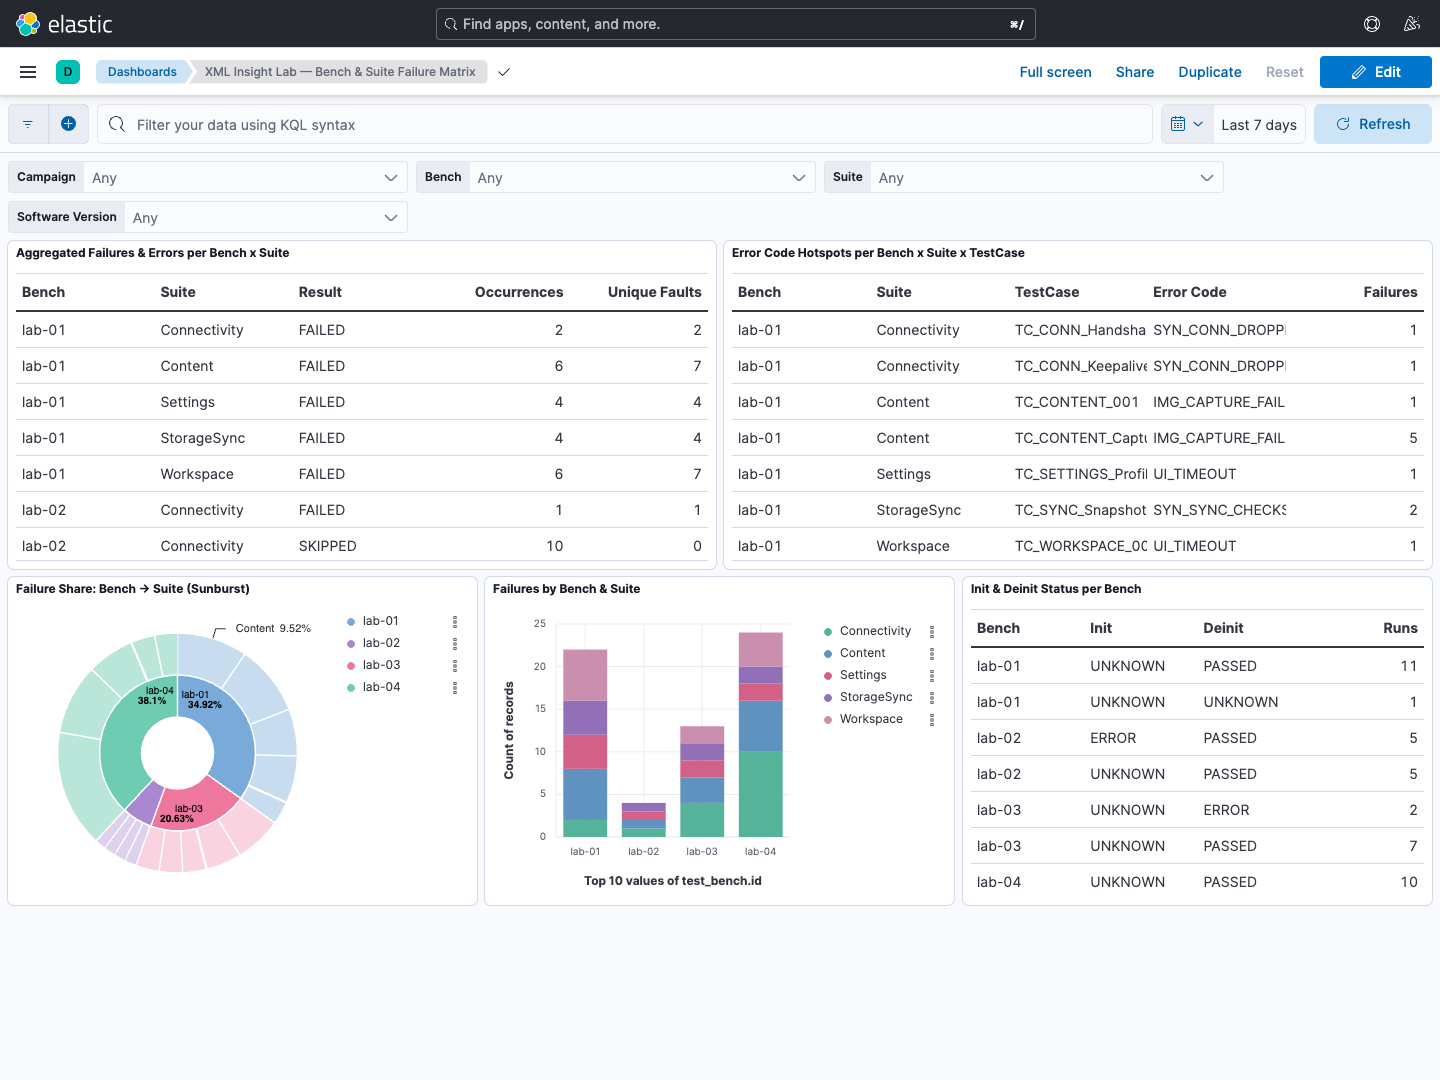 elastic
Find apps, content, and more.
⌘/
D
Dashboards
XML Insight Lab — Bench & Suite Failure Matrix
Full screen
Share
Duplicate
Reset
Edit
Filter your data using KQL syntax
Last 7 days
Refresh
Campaign Any
Bench Any
Suite Any
Software Version Any
Aggregated Failures & Errors per Bench x Suite
Bench Suite Result Occurrences Unique Faults
lab-01 Connectivity FAILED 2 2
lab-01 Content FAILED 6 7
lab-01 Settings FAILED 4 4
lab-01 StorageSync FAILED 4 4
lab-01 Workspace FAILED 6 7
lab-02 Connectivity FAILED 1 1
lab-02 Connectivity SKIPPED 10 0
Error Code Hotspots per Bench x Suite x TestCase
Bench Suite TestCase Error Code Failures
lab-01 Connectivity TC_CONN_Handsha SYN_CONN_DROPP 1
lab-01 Connectivity TC_CONN_Keepalive SYN_CONN_DROPP 1
lab-01 Content TC_CONTENT_001 IMG_CAPTURE_FAIL 1
lab-01 Content TC_CONTENT_Captu IMG_CAPTURE_FAIL 5
lab-01 Settings TC_SETTINGS_Profil UI_TIMEOUT 1
lab-01 StorageSync TC_SYNC_Snapshot SYN_SYNC_CHECKS 2
lab-01 Workspace TC_WORKSPACE_00 UI_TIMEOUT 1
Failure Share: Bench → Suite (Sunburst)
Content 9.52%
lab-04
38.1%
lab-01
34.92%
lab-03
20.63%
lab-01
lab-02
lab-03
lab-04
Failures by Bench & Suite
Count of records
25
20
15
10
5
0
lab-01 lab-02 lab-03 lab-04
Top 10 values of test_bench.id
Connectivity
Content
Settings
StorageSync
Workspace
Init & Deinit Status per Bench
Bench Init Deinit Runs
lab-01 UNKNOWN PASSED 11
lab-01 UNKNOWN UNKNOWN 1
lab-02 ERROR PASSED 5
lab-02 UNKNOWN PASSED 5
lab-03 UNKNOWN ERROR 2
lab-03 UNKNOWN PASSED 7
lab-04 UNKNOWN PASSED 10